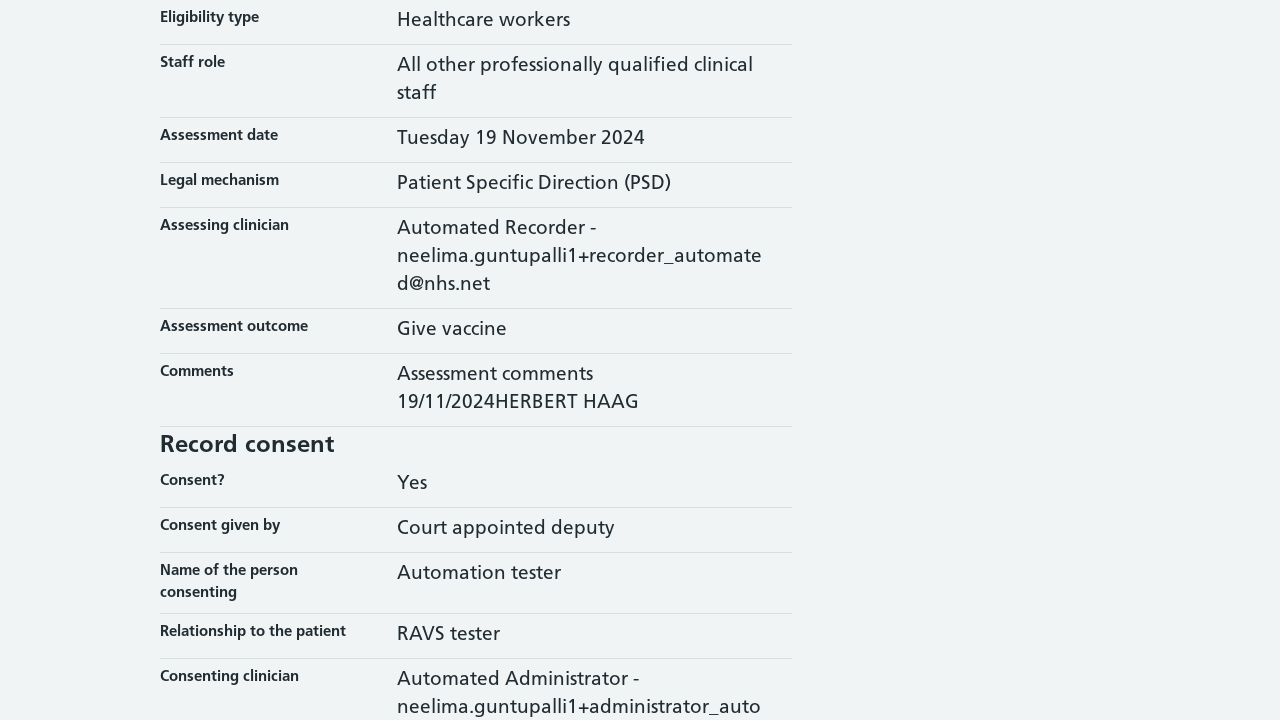 Eligibility type
Healthcare workers
Staff role
All other professionally qualified clinical
staff
Assessment date
Tuesday 19 November 2024
Legal mechanism
Patient Specific Direction (PSD)
Assessing clinician
Automated Recorder -
neelima.guntupalli1+recorder_automate
d@nhs.net
Assessment outcome
Give vaccine
Comments
Assessment comments
19/11/2024HERBERT HAAG
Record consent
Consent?
Yes
Consent given by
Court appointed deputy
Name of the person
consenting
Automation tester
Relationship to the patient
RAVS tester
Consenting clinician
Automated Administrator -
neelima.guntupalli1+administrator_auto